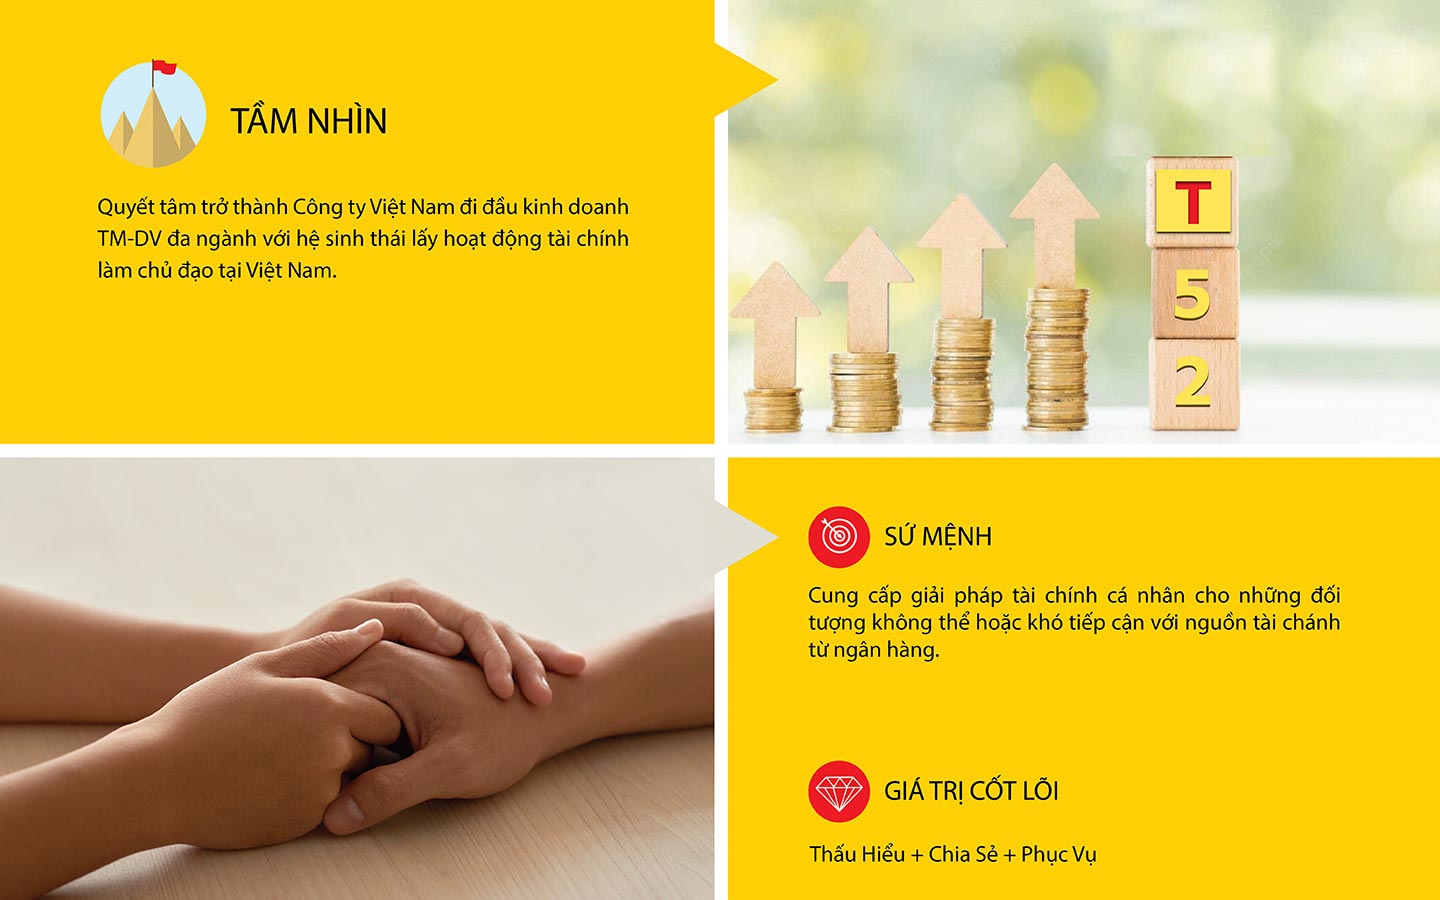 TẦM NHÌN
Quyết tâm trở thành Công ty Việt Nam đi đầu kinh doanh
TM-DV đa ngành với hệ sinh thái lấy hoạt động tài chính
làm chủ đạo tại Việt Nam.
T
5
2
SỨ MỆNH
Cung cấp giải pháp tài chính cá nhân cho những đối
tượng không thể hoặc khó tiếp cận với nguồn tài chánh
từ ngân hàng.
GIÁ TRỊ CỐT LÕI
Thấu Hiểu + Chia Sẻ + Phục Vụ